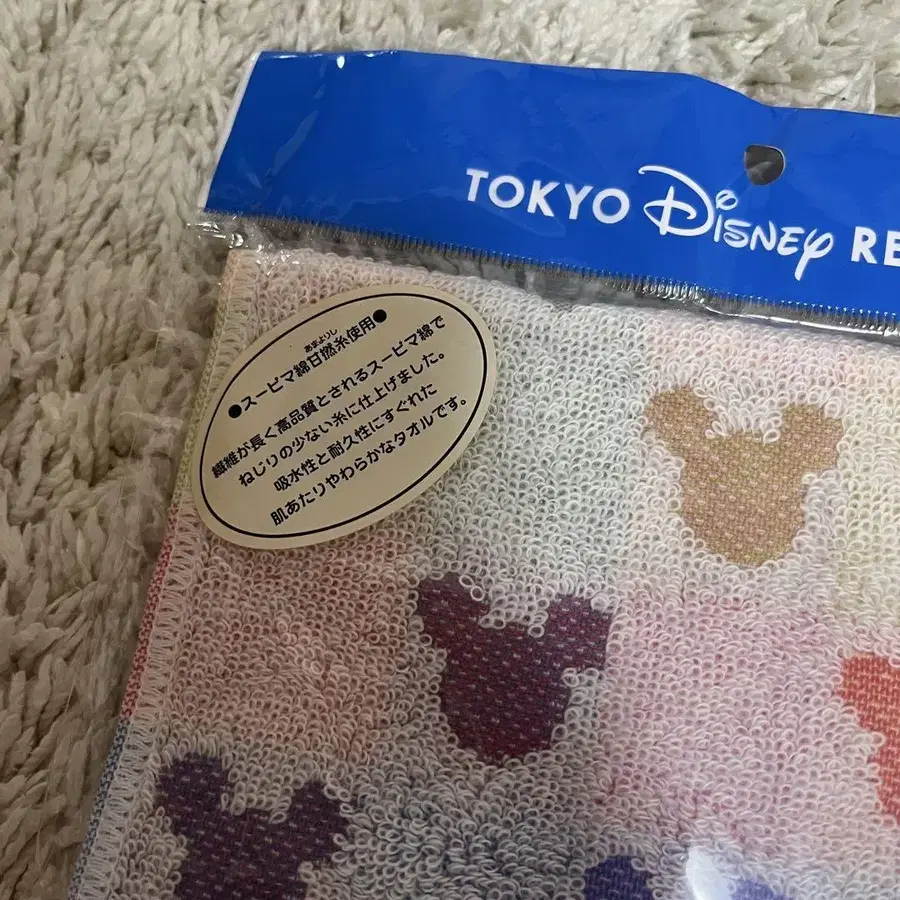 TOKYO Disney RE
あまよりし
●スーピマ綿甘撚糸使用●
繊維が長く高品質とされるスーピマ綿で
ねじりの少ない糸に仕上げました。
吸水性と耐久性にすぐれた
肌あたりやわらかなタオルです。